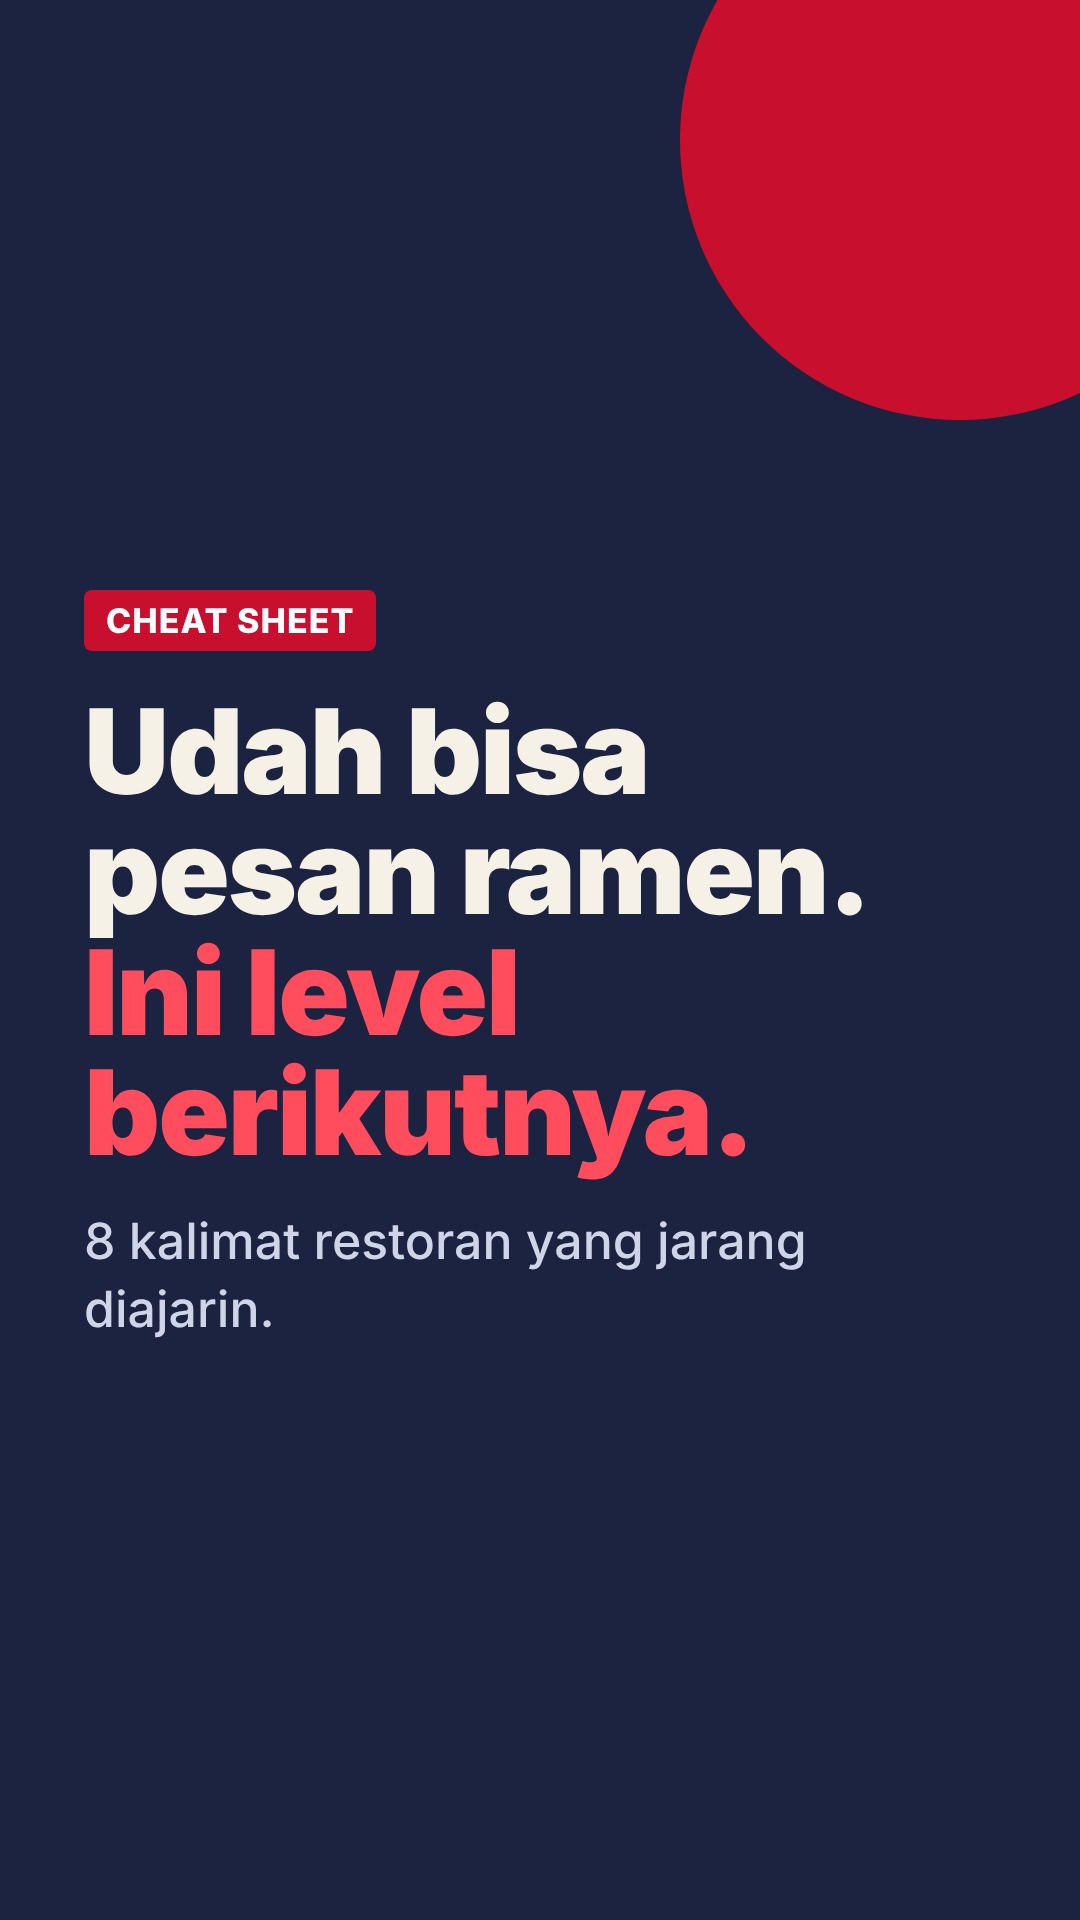 CHEAT SHEET
Udah bisa
pesan ramen.
Ini level
berikutnya.
8 kalimat restoran yang jarang
diajarin.